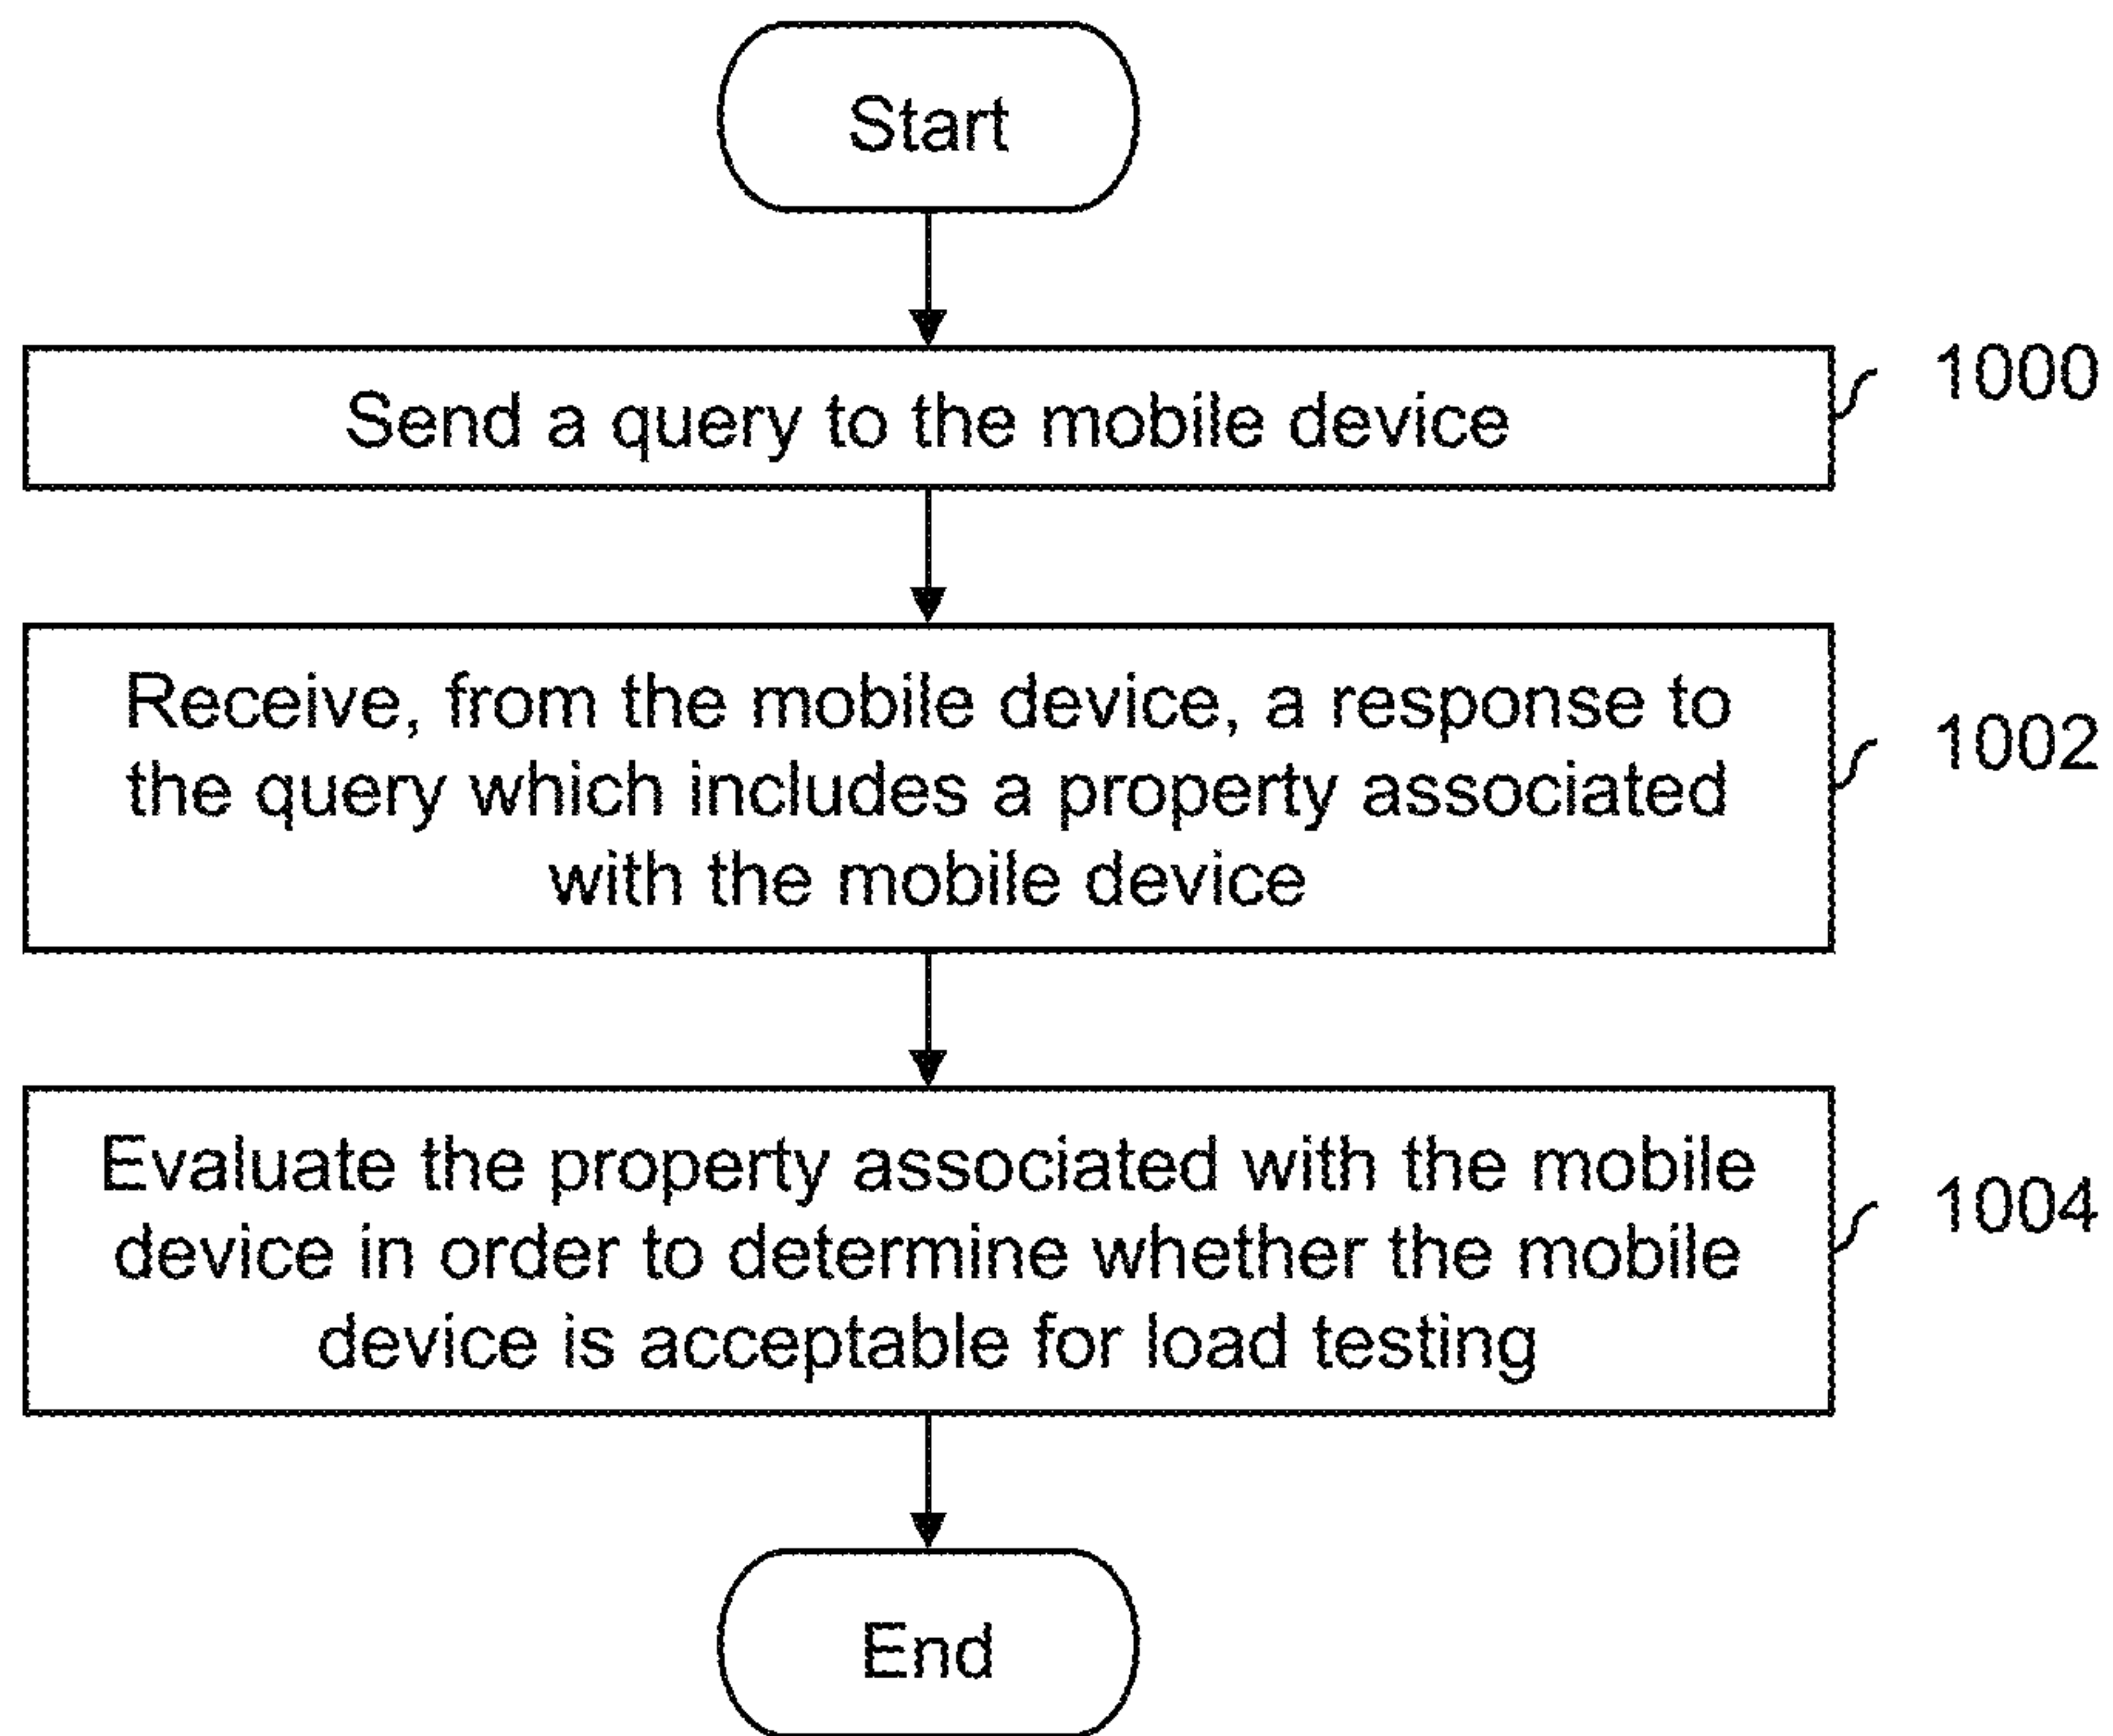 Start
Send a query to the mobile device
1000
Receive, from the mobile device, a response to
the query which includes a property associated
with the mobile device
1002
Evaluate the property associated with the mobile
device in order to determine whether the mobile
device is acceptable for load testing
1004
End